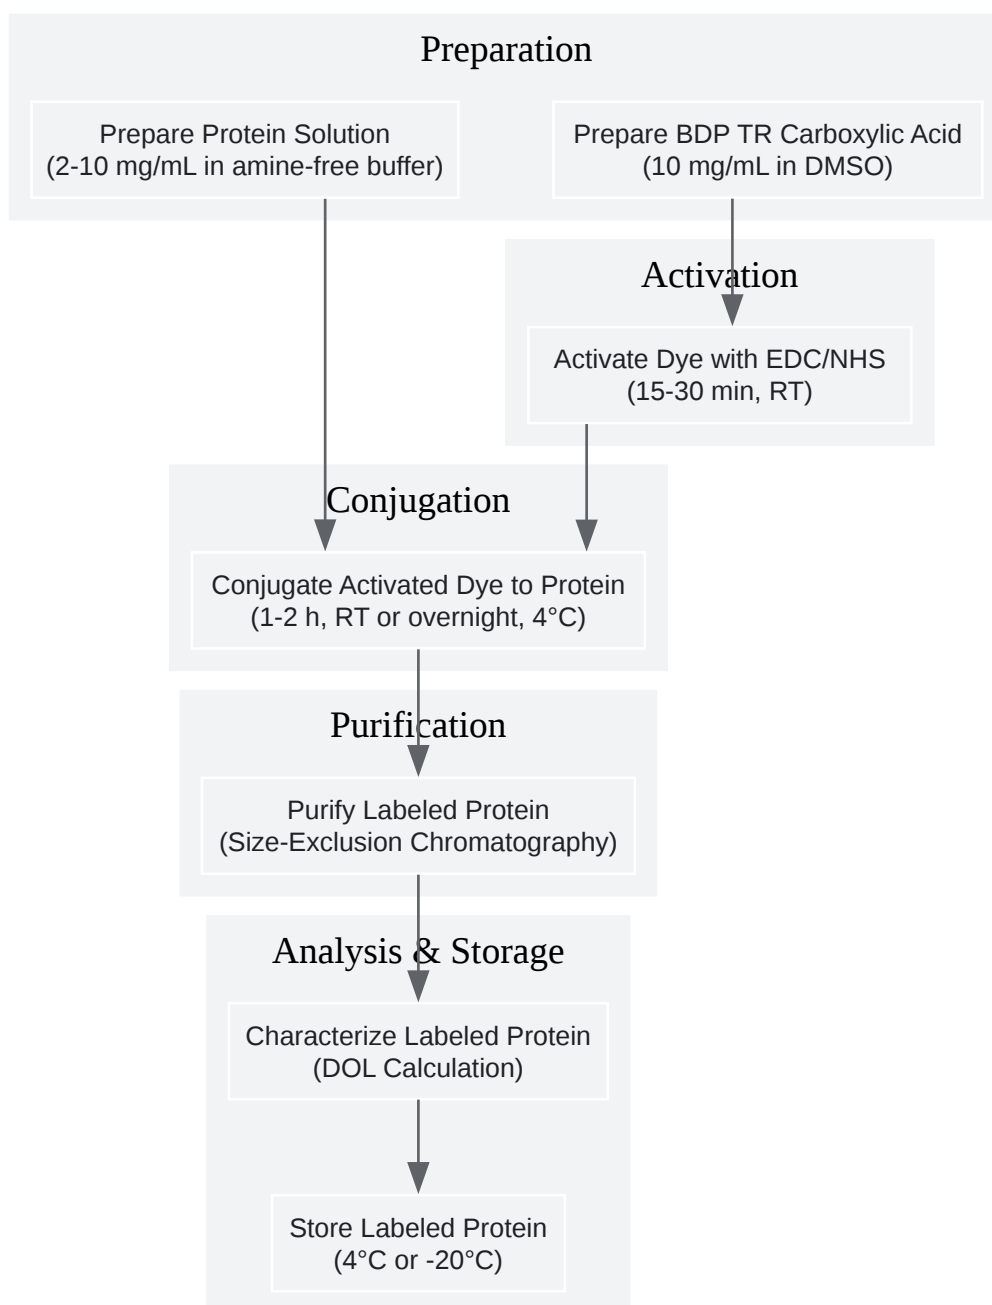 Preparation
Prepare Protein Solution
(2-10 mg/mL in amine-free buffer)
Prepare BDP TR Carboxylic Acid
(10 mg/mL in DMSO)
Activation
Activate Dye with EDC/NHS
(15-30 min, RT)
Conjugation
Conjugate Activated Dye to Protein
(1-2 h, RT or overnight, 4°C)
Purification
Purify Labeled Protein
(Size-Exclusion Chromatography)
Analysis & Storage
Characterize Labeled Protein
(DOL Calculation)
Store Labeled Protein
(4°C or -20°C)